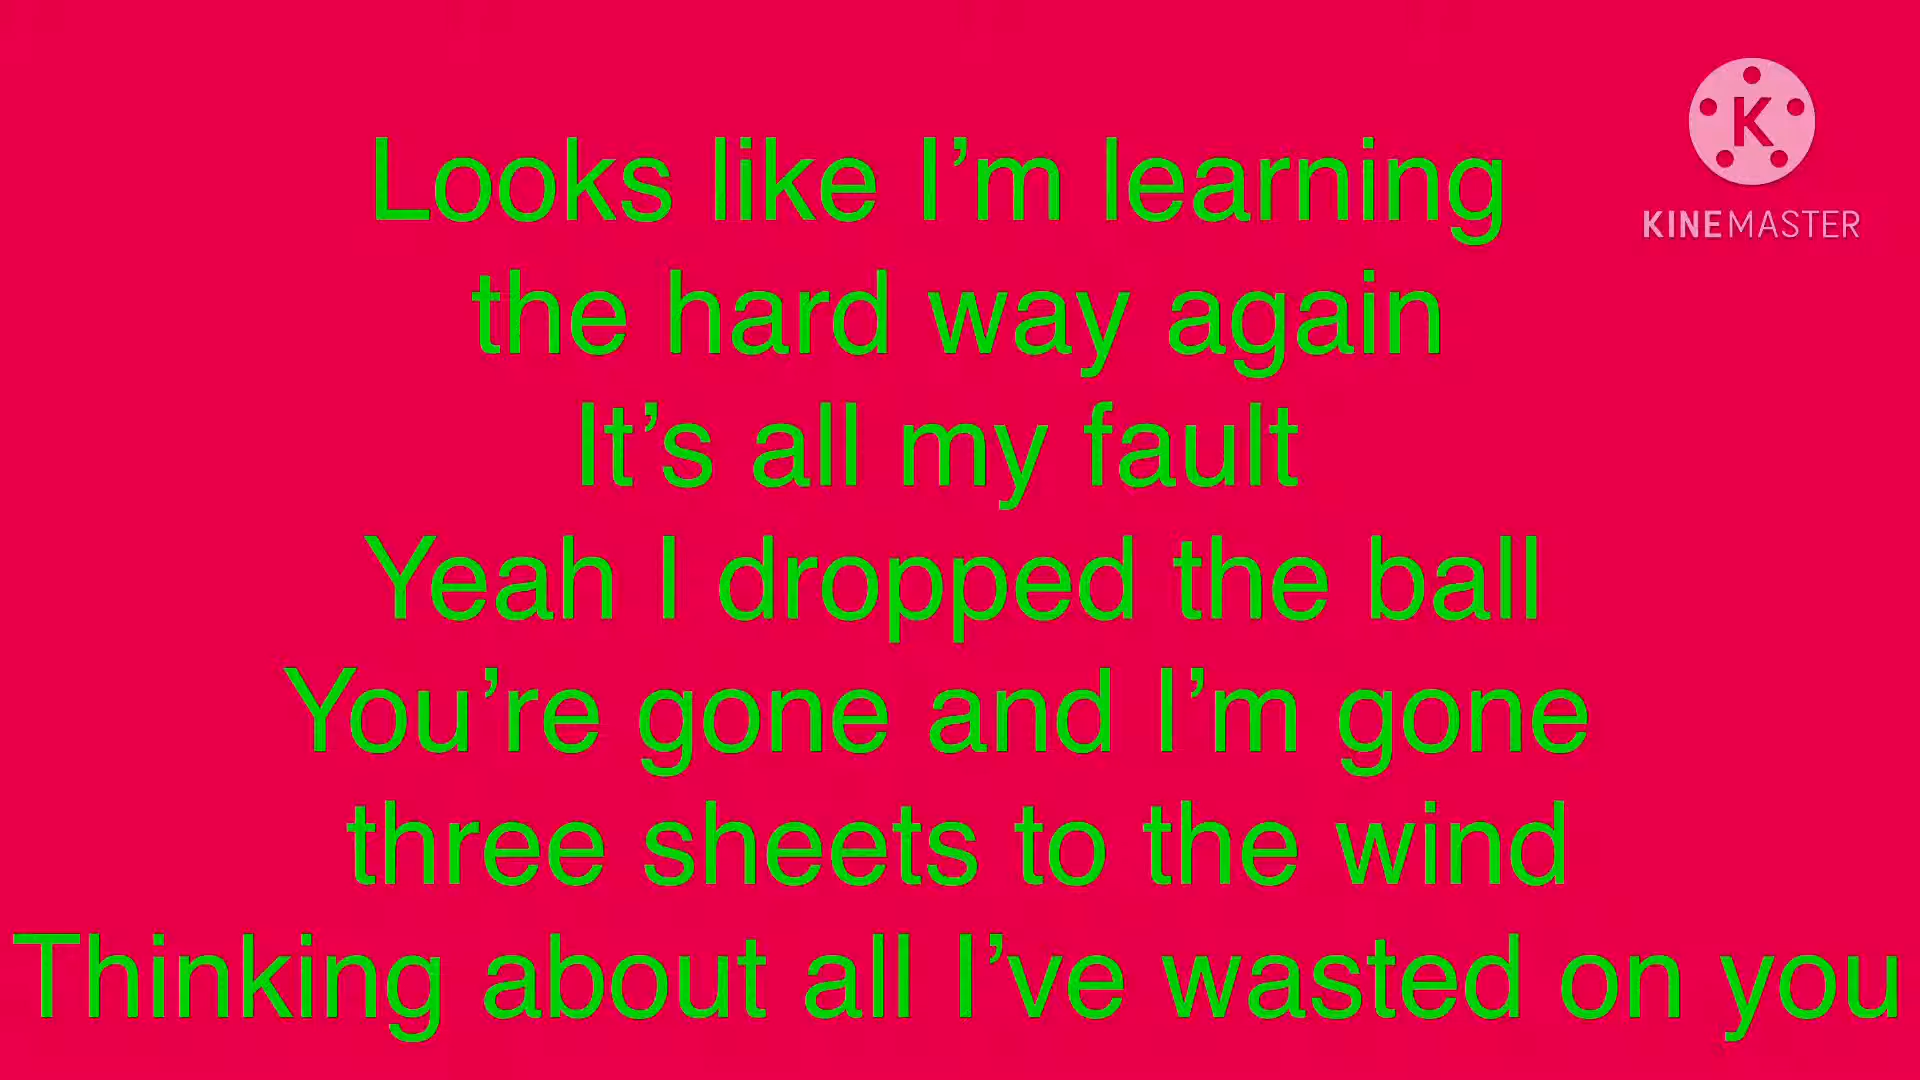 K
KINEMASTER
Looks like I’m learning
the hard way again
It’s all my fault
Yeah I dropped the ball
You’re gone and I’m gone
three sheets to the wind
Thinking about all I’ve wasted on you